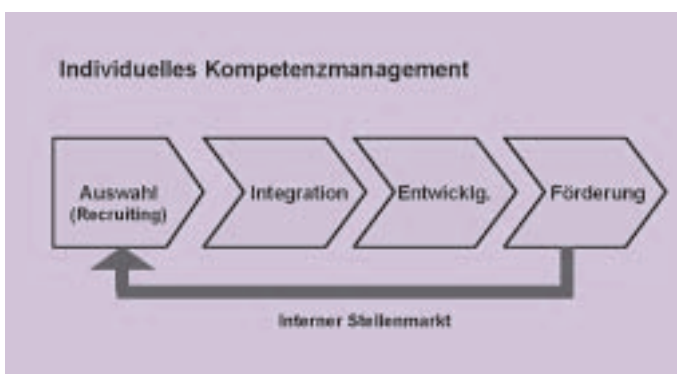 Individuelles Kompetenzmanagement
Auswahl
(Recruiting)
Integration
Entwicklg.
Förderung
Interner Stellenmarkt